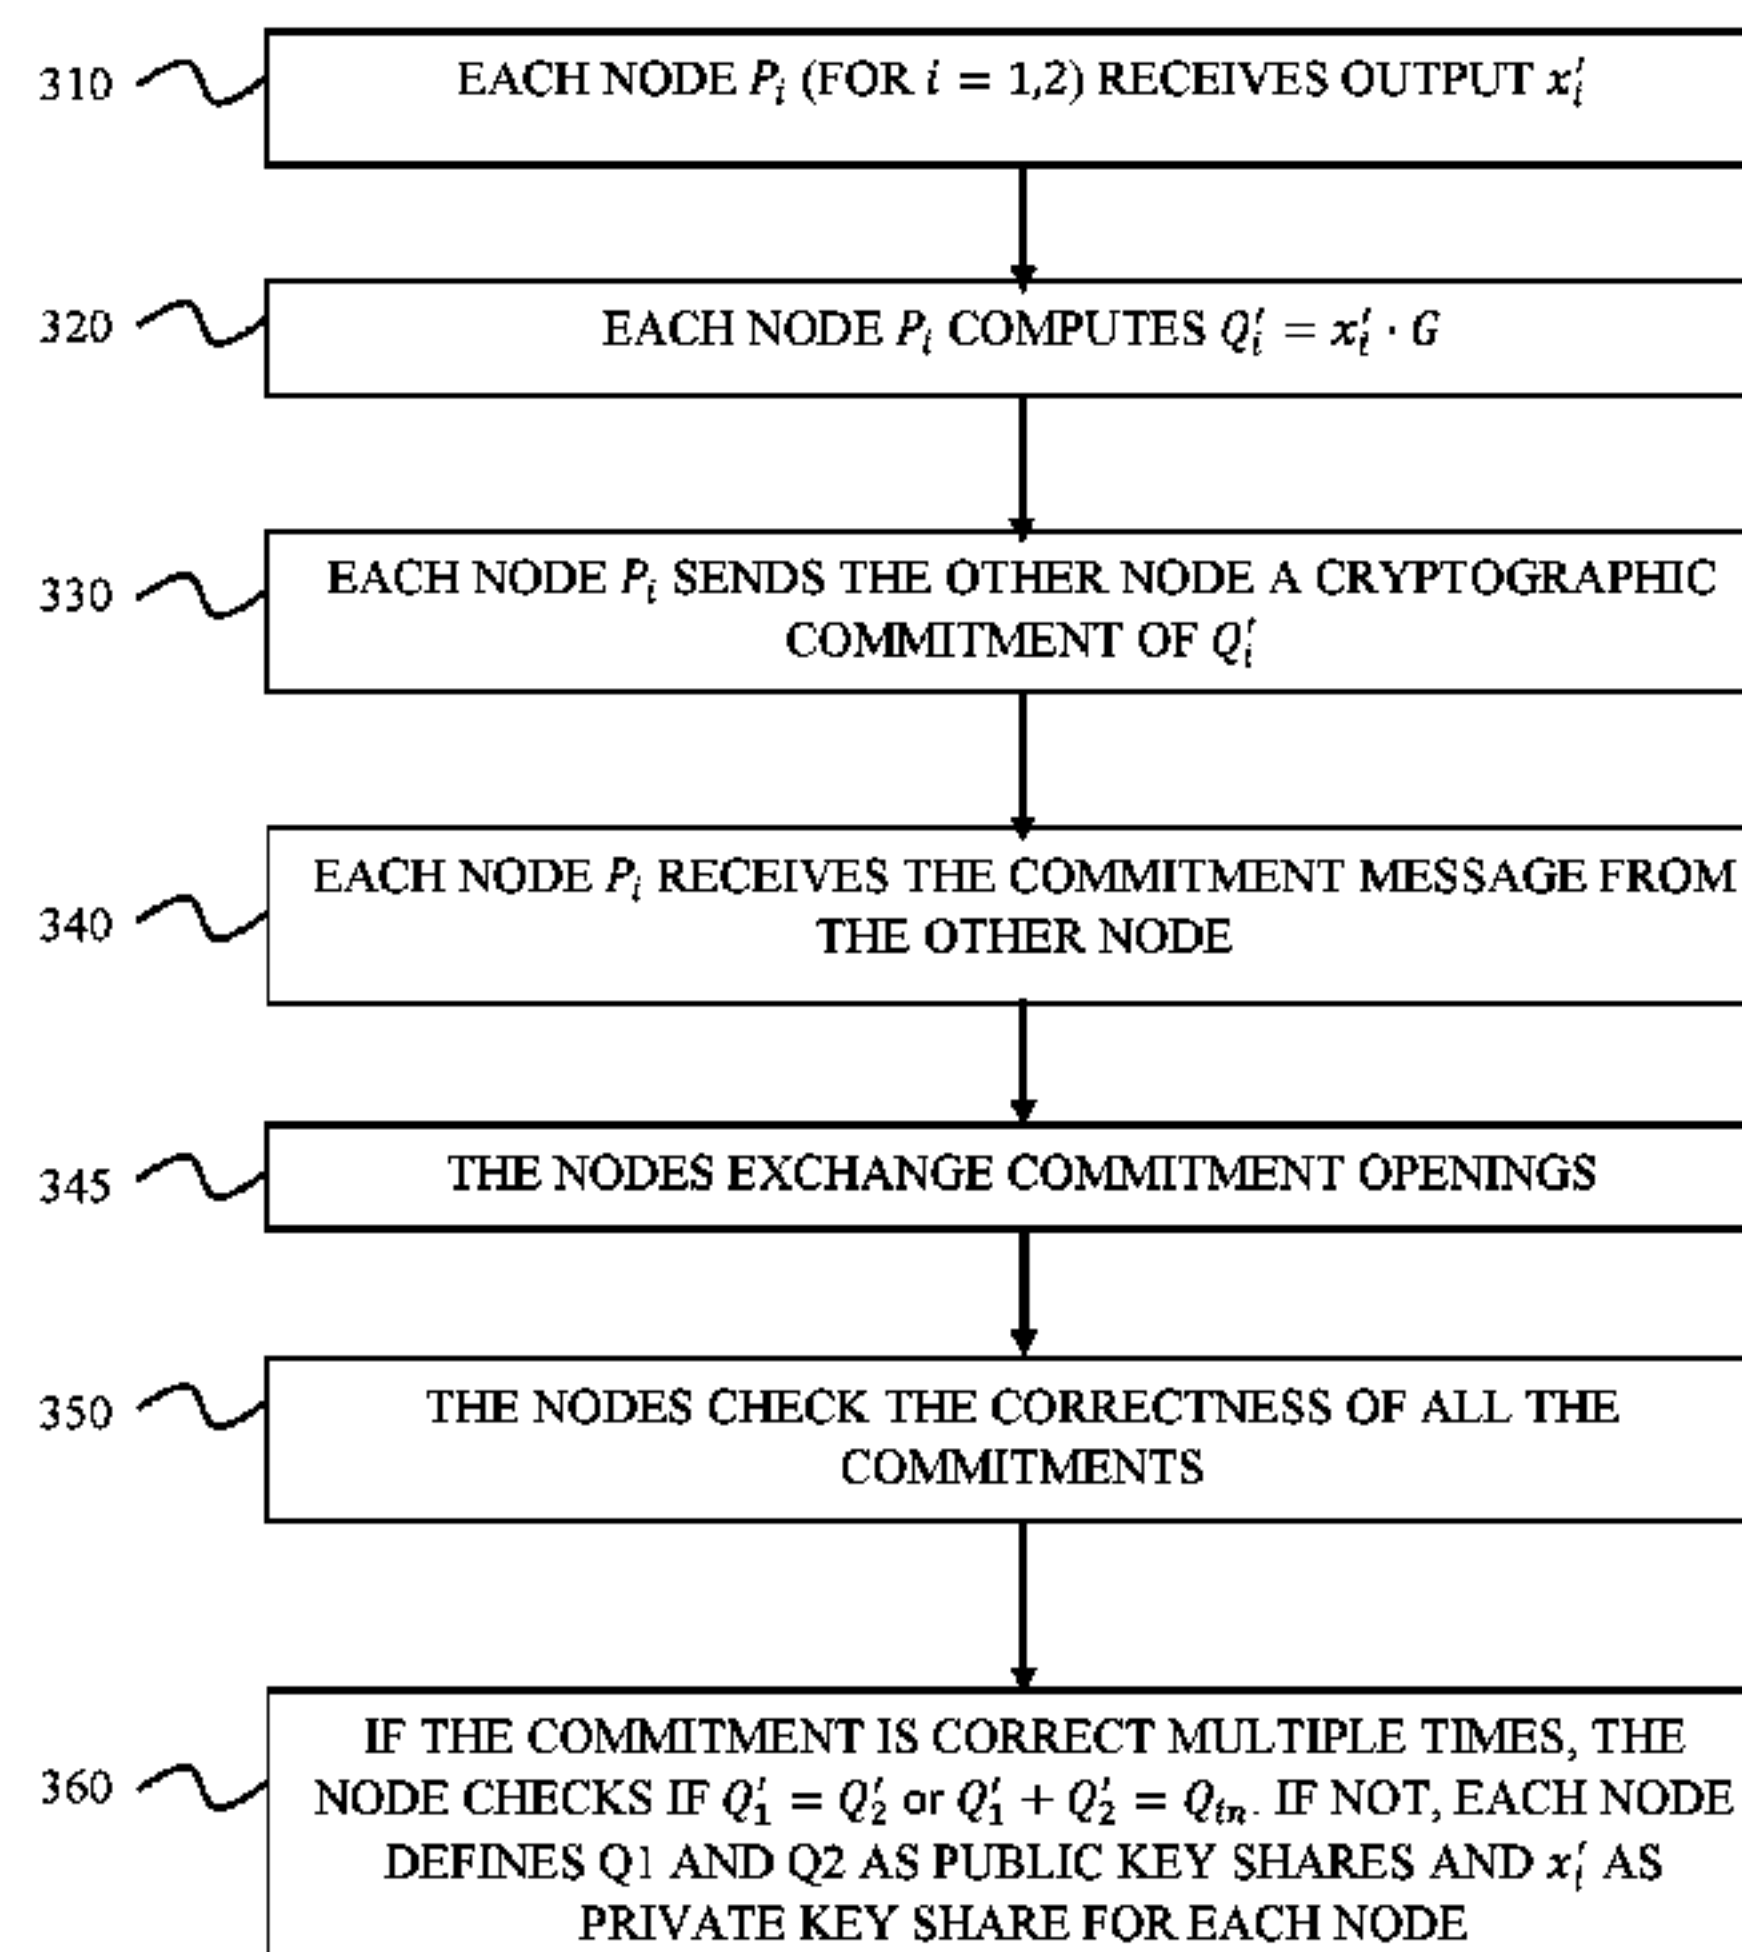 310
EACH NODE Pᵢ (FOR i = 1,2) RECEIVES OUTPUT x′ᵢ
320
EACH NODE Pᵢ COMPUTES Q′ᵢ = x′ᵢ · G
330
EACH NODE Pᵢ SENDS THE OTHER NODE A CRYPTOGRAPHIC
COMMITMENT OF Q′ᵢ
340
EACH NODE Pᵢ RECEIVES THE COMMITMENT MESSAGE FROM
THE OTHER NODE
345
THE NODES EXCHANGE COMMITMENT OPENINGS
350
THE NODES CHECK THE CORRECTNESS OF ALL THE
COMMITMENTS
360
IF THE COMMITMENT IS CORRECT MULTIPLE TIMES, THE
NODE CHECKS IF Q′₁ = Q′₂ or Q′₁ + Q′₂ = Qᵢₙ. IF NOT, EACH NODE
DEFINES Q1 AND Q2 AS PUBLIC KEY SHARES AND x′ᵢ AS
PRIVATE KEY SHARE FOR EACH NODE